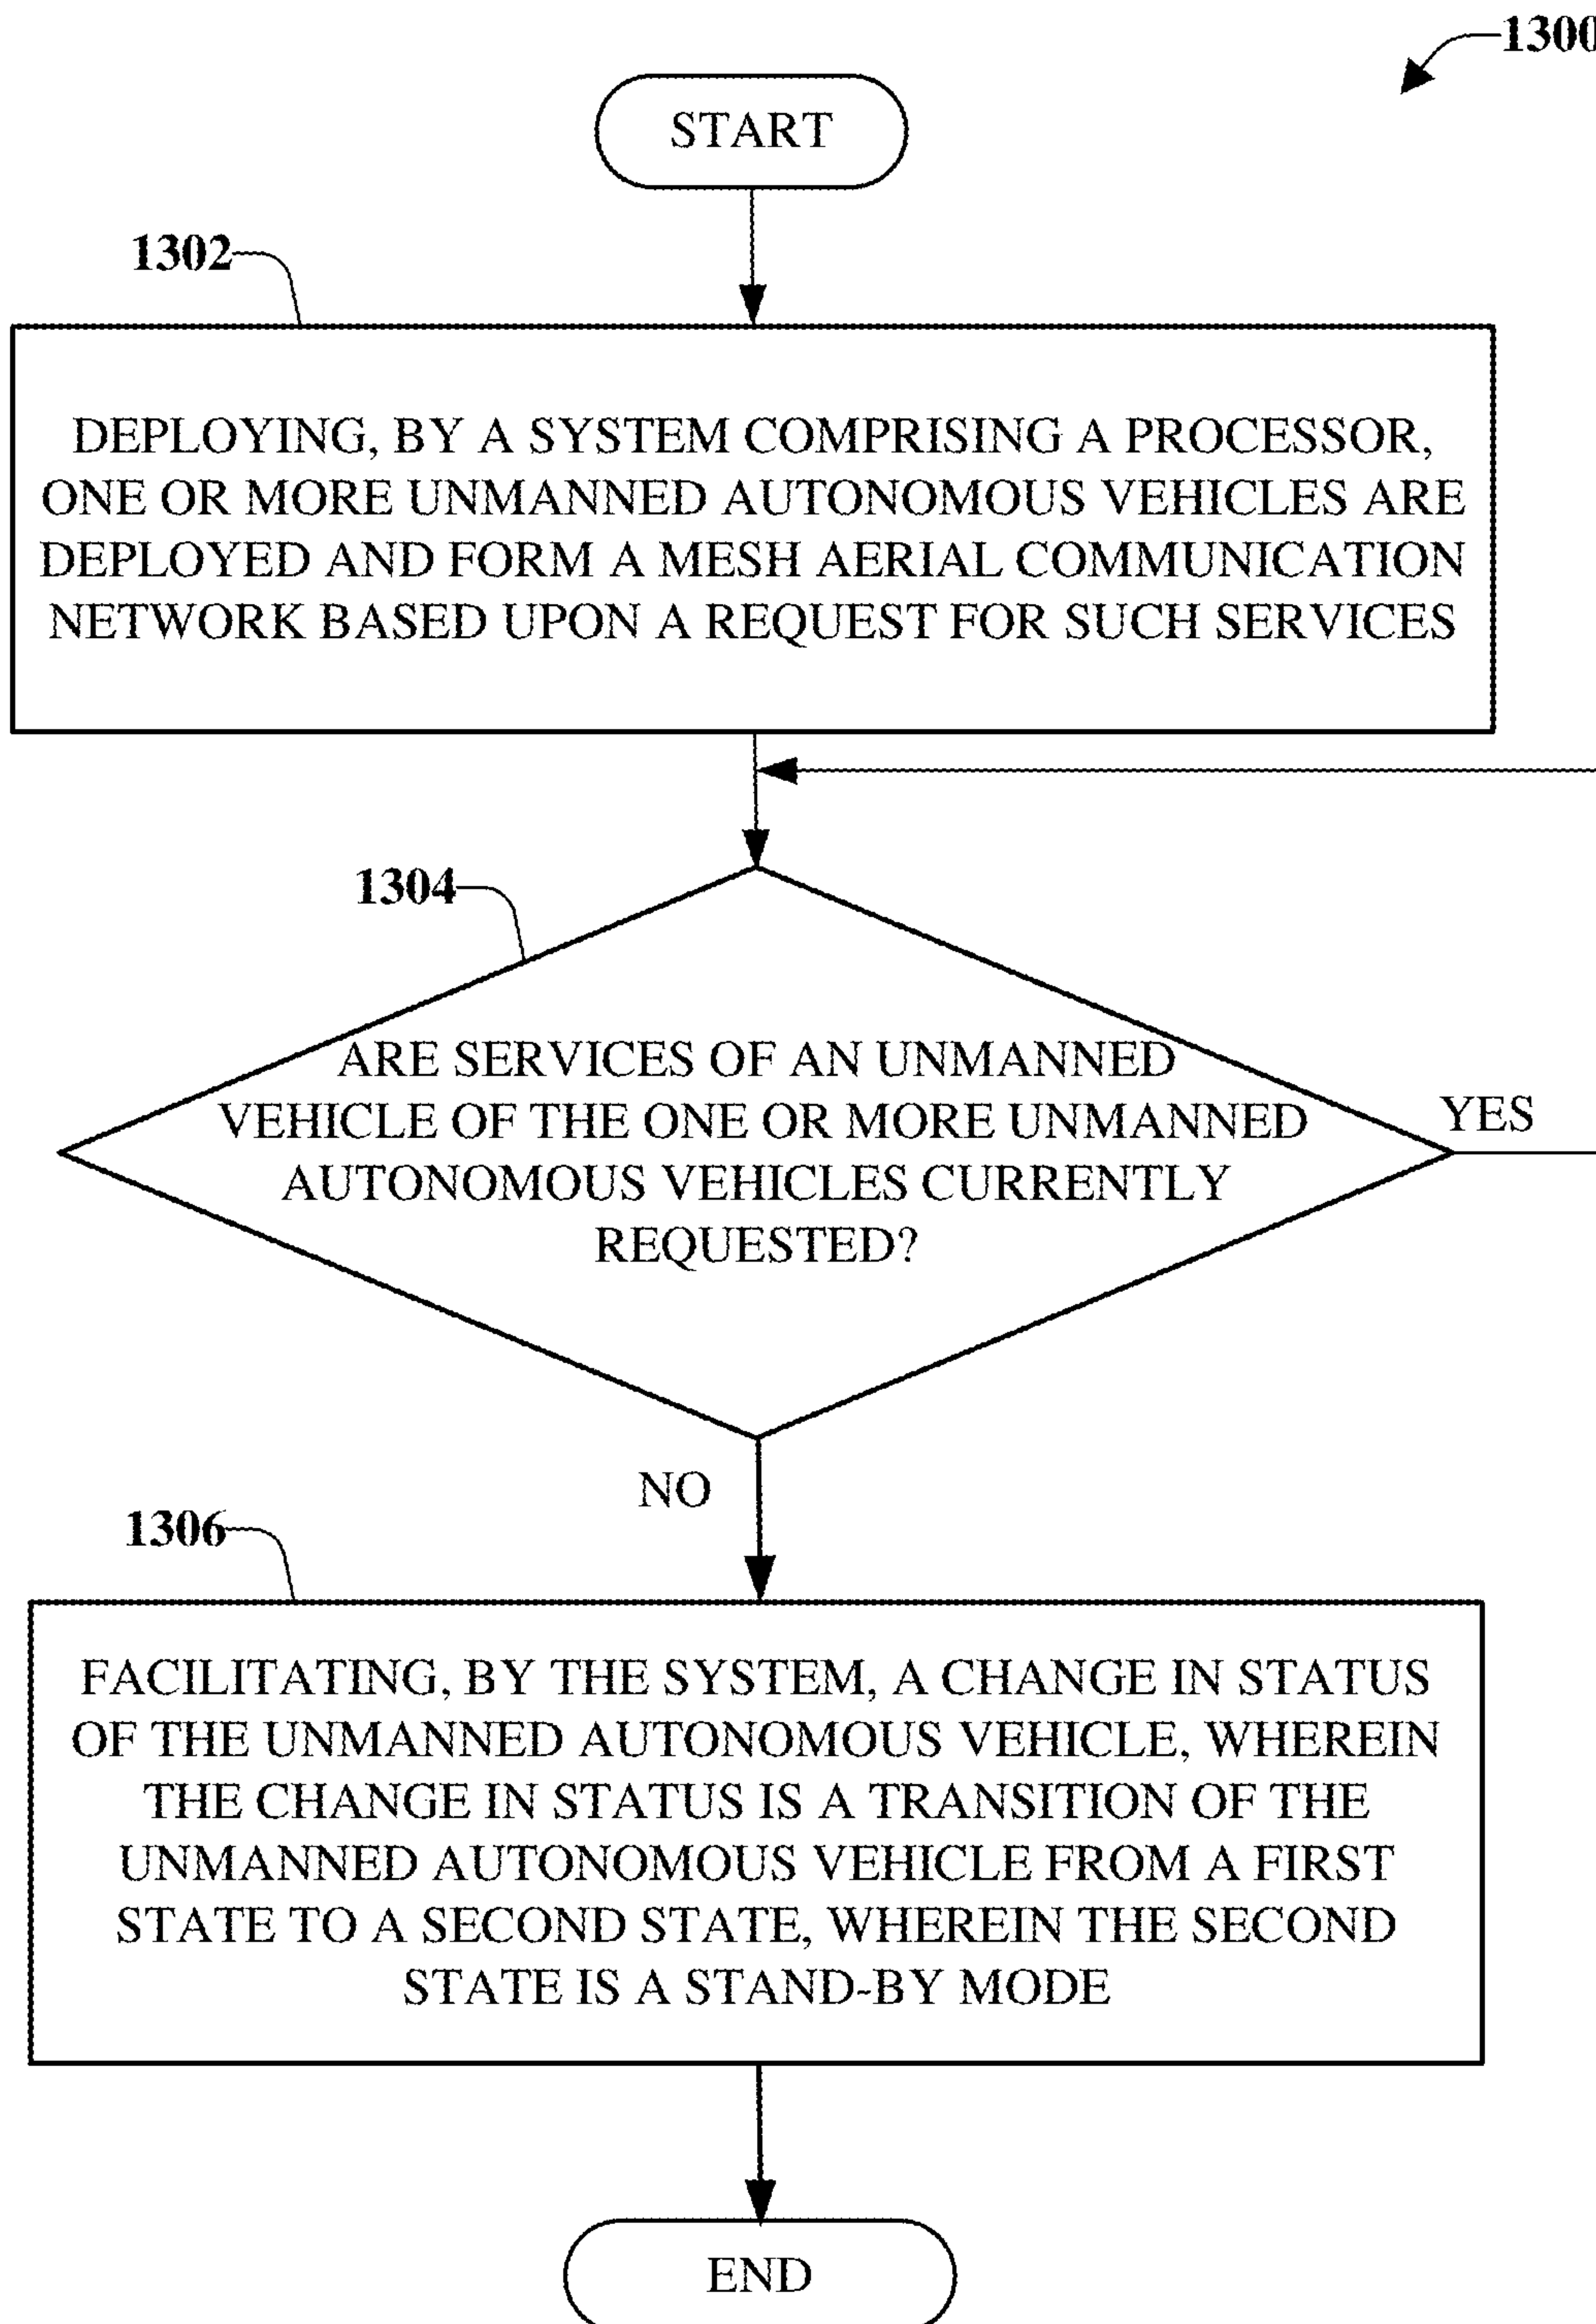 1300
START
1302
DEPLOYING, BY A SYSTEM COMPRISING A PROCESSOR,
ONE OR MORE UNMANNED AUTONOMOUS VEHICLES ARE
DEPLOYED AND FORM A MESH AERIAL COMMUNICATION
NETWORK BASED UPON A REQUEST FOR SUCH SERVICES
1304
ARE SERVICES OF AN UNMANNED
VEHICLE OF THE ONE OR MORE UNMANNED
AUTONOMOUS VEHICLES CURRENTLY
REQUESTED?
YES
NO
1306
FACILITATING, BY THE SYSTEM, A CHANGE IN STATUS
OF THE UNMANNED AUTONOMOUS VEHICLE, WHEREIN
THE CHANGE IN STATUS IS A TRANSITION OF THE
UNMANNED AUTONOMOUS VEHICLE FROM A FIRST
STATE TO A SECOND STATE, WHEREIN THE SECOND
STATE IS A STAND-BY MODE
END